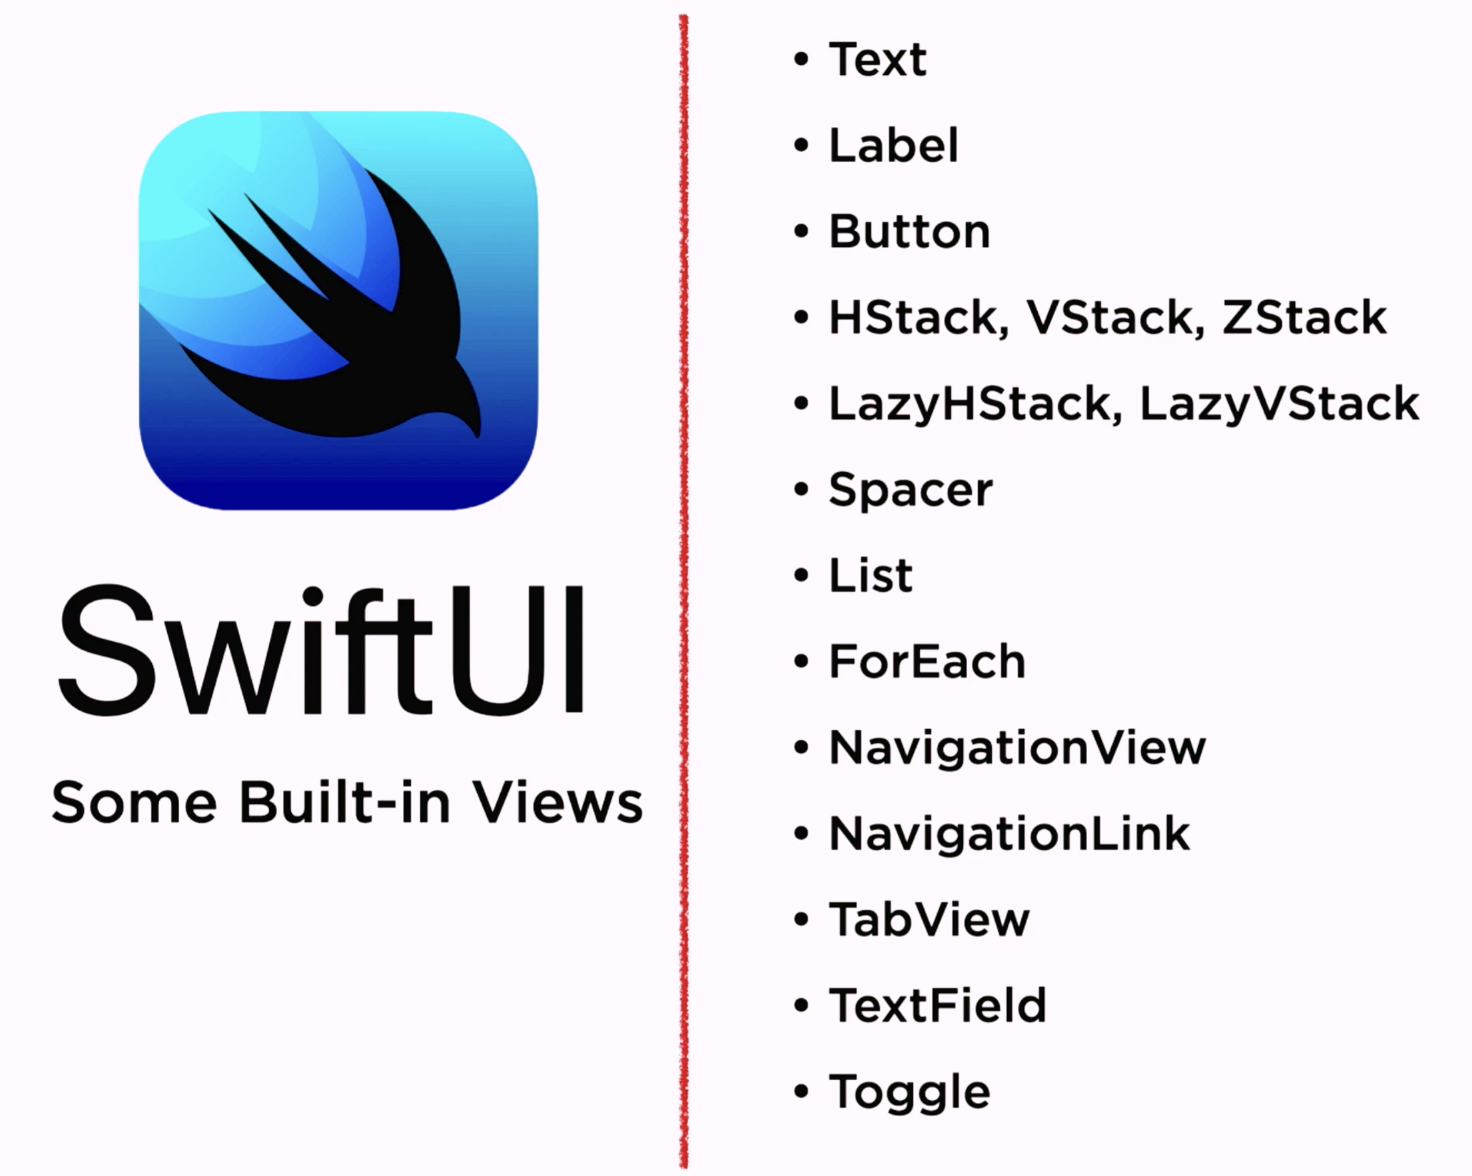 SwiftUI
Some Built-in Views
• Text
• Label
• Button
• HStack, VStack, ZStack
• LazyHStack, LazyVStack
• Spacer
• List
• ForEach
• NavigationView
• NavigationLink
• TabView
• TextField
• Toggle